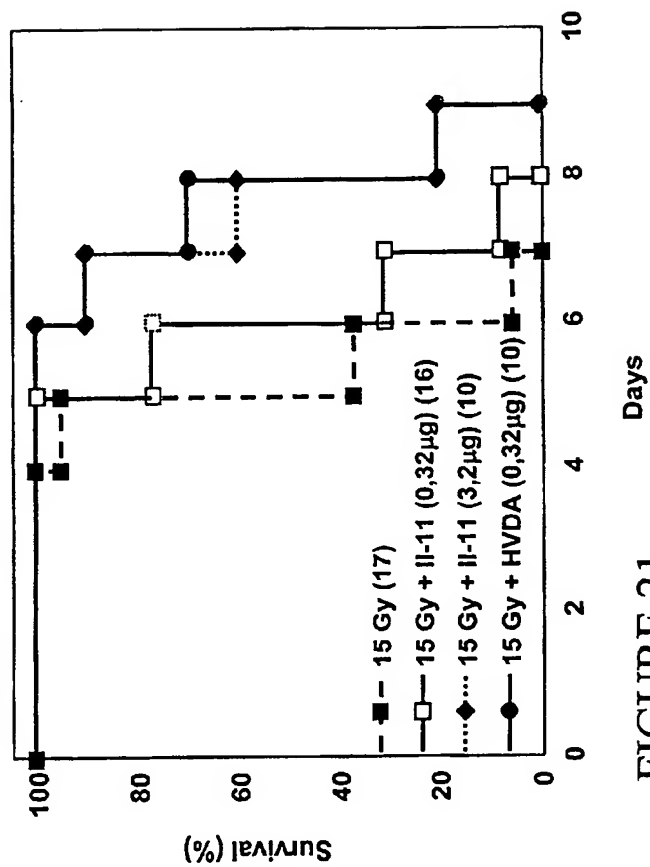 Survival (%)
100
80
60
40
20
0
15 Gy (17)
15 Gy + Il-11 (0,32µg) (16)
15 Gy + Il-11 (3,2µg) (10)
15 Gy + HVDA (0,32µg) (10)
0
2
4
6
8
10
Days
FIGURE 21